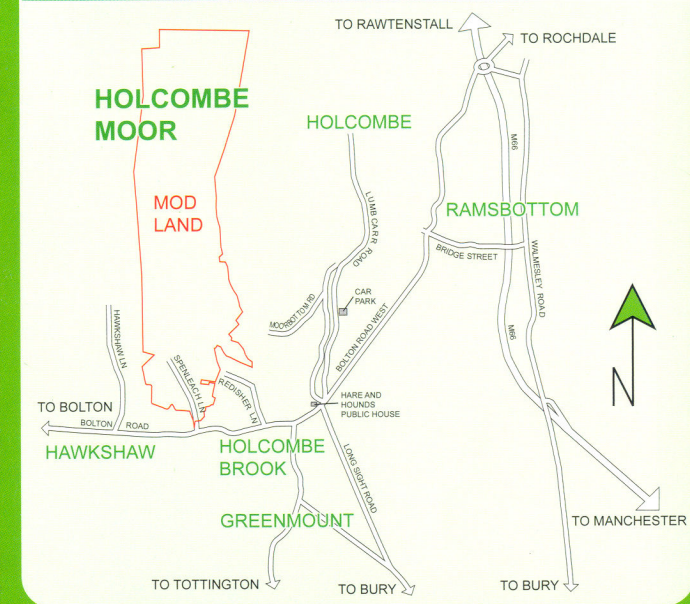 TO RAWTENSTALL
TO ROCHDALE
HOLCOMBE
MOOR
HOLCOMBE
M66
MOD
LAND
RAMSBOTTOM
LUMB CARR
ROAD
BRIDGE STREET
WALMESLEY ROAD
CAR
PARK
MOORBOTTOM RD
BOLTON ROAD WEST
HAWKSHAW LN
M66
SPENLEACH LN
REDISHER LN
N
HARE AND
HOUNDS
PUBLIC HOUSE
TO BOLTON
BOLTON ROAD
HAWKSHAW
HOLCOMBE
BROOK
LONG SIGHT ROAD
GREENMOUNT
TO MANCHESTER
TO TOTTINGTON
TO BURY
TO BURY